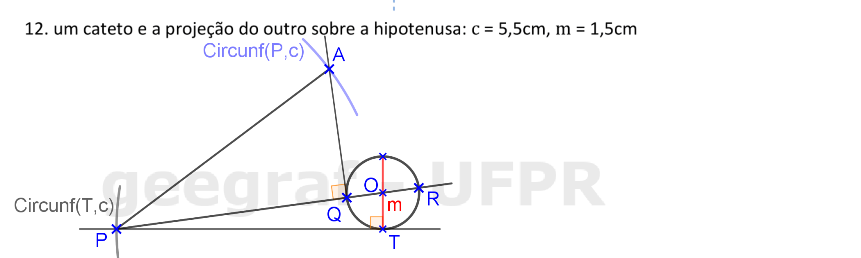 12. um cateto e a projeção do outro sobre a hipotenusa: c = 5,5cm, m = 1,5cm
Circunf(P,c)
A
geegraf - UFPR
O
R
Circunf(T,c)
m
Q
P
T